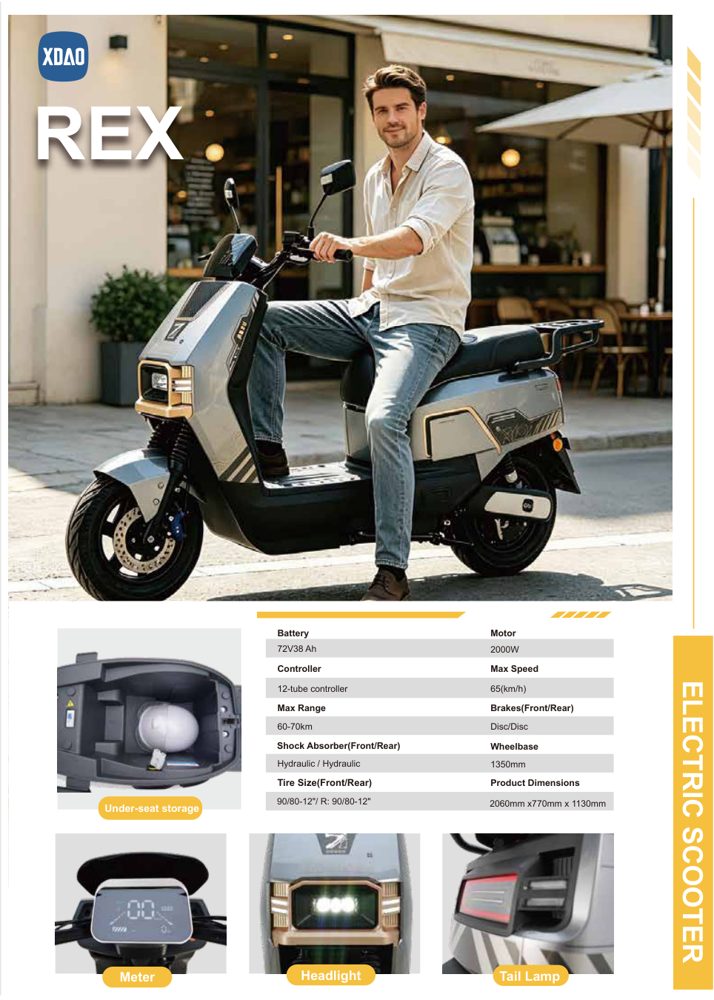 XDAO
REX
Battery
72V38 Ah
Controller
12-tube controller
Max Range
60-70km
Shock Absorber(Front/Rear)
Hydraulic / Hydraulic
Tire Size(Front/Rear)
90/80-12"/ R: 90/80-12"
Motor
2000W
Max Speed
65(km/h)
Brakes(Front/Rear)
Disc/Disc
Wheelbase
1350mm
Product Dimensions
2060mm x770mm x 1130mm
Under-seat storage
Meter
Headlight
Tail Lamp
ELECTRIC SCOOTER